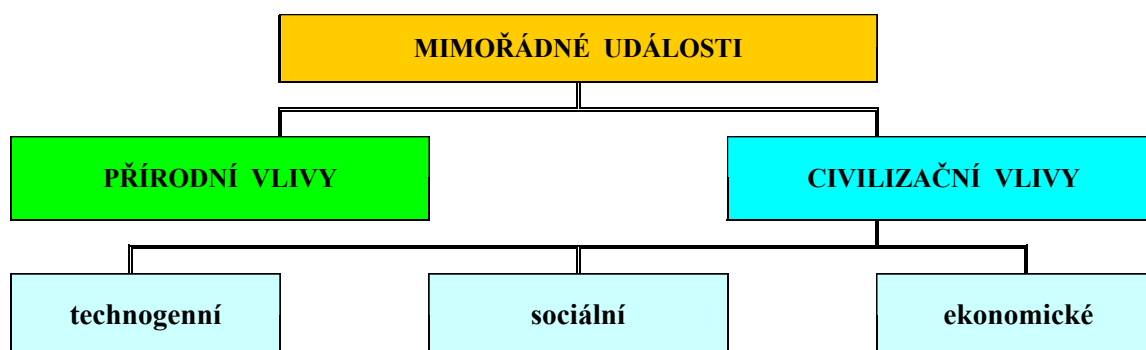 MIMOŘÁDNÉ UDÁLOSTI
PŘÍRODNÍ VLIVY
CIVILIZAČNÍ VLIVY
technogenní
sociální
ekonomické